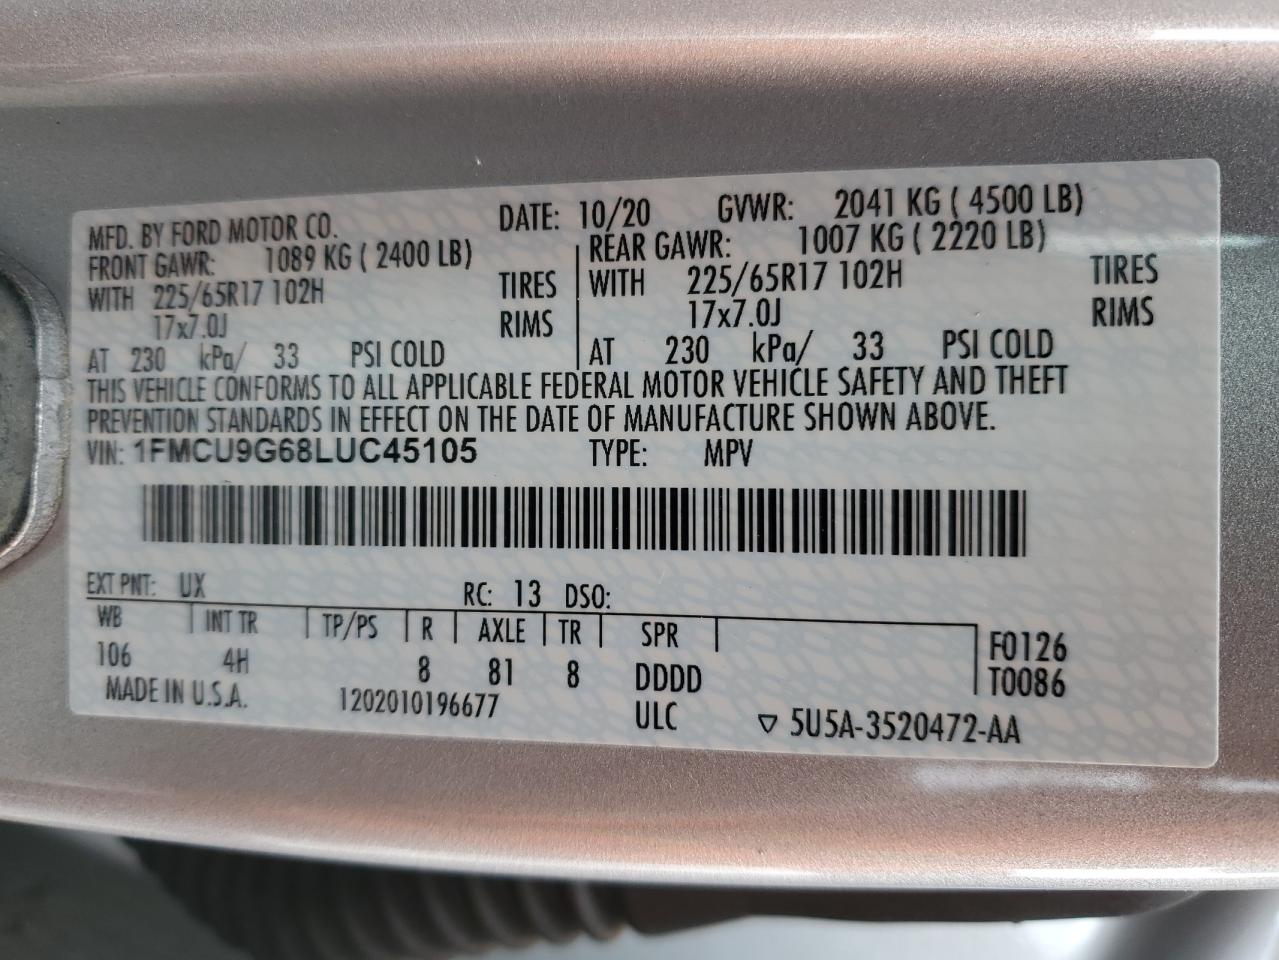 MFD. BY FORD MOTOR CO. DATE: 10/20 GVWR: 2041 KG ( 4500 LB)
FRONT GAWR: 1089 KG ( 2400 LB) REAR GAWR: 1007 KG ( 2220 LB)
WITH 225/65R17 102H TIRES WITH 225/65R17 102H TIRES
17x7.0J RIMS 17x7.0J RIMS
AT 230 kPa/ 33 PSI COLD AT 230 kPa/ 33 PSI COLD
THIS VEHICLE CONFORMS TO ALL APPLICABLE FEDERAL MOTOR VEHICLE SAFETY AND THEFT
PREVENTION STANDARDS IN EFFECT ON THE DATE OF MANUFACTURE SHOWN ABOVE.
VIN: 1FMCU9G68LUC45105 TYPE: MPV
EXT PNT: UX RC: 13 DSO:
WB INT TR TP/PS R AXLE TR SPR F0126
106 4H 8 81 8 DDDD T0086
MADE IN U.S.A. 1202010196677 ULC ▽ 5U5A-3520472-AA